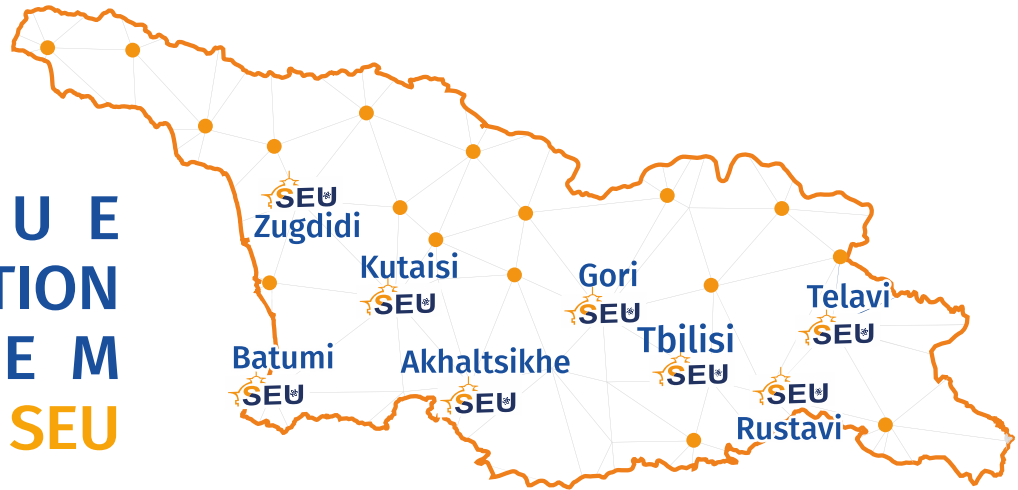 U E
TION
E M
SEU
SEU
Zugdidi
Kutaisi
SEU
Gori
SEU
Telavi
SEU
Tbilisi
SEU
Batumi
SEU
Akhaltsikhe
SEU
SEU
Rustavi